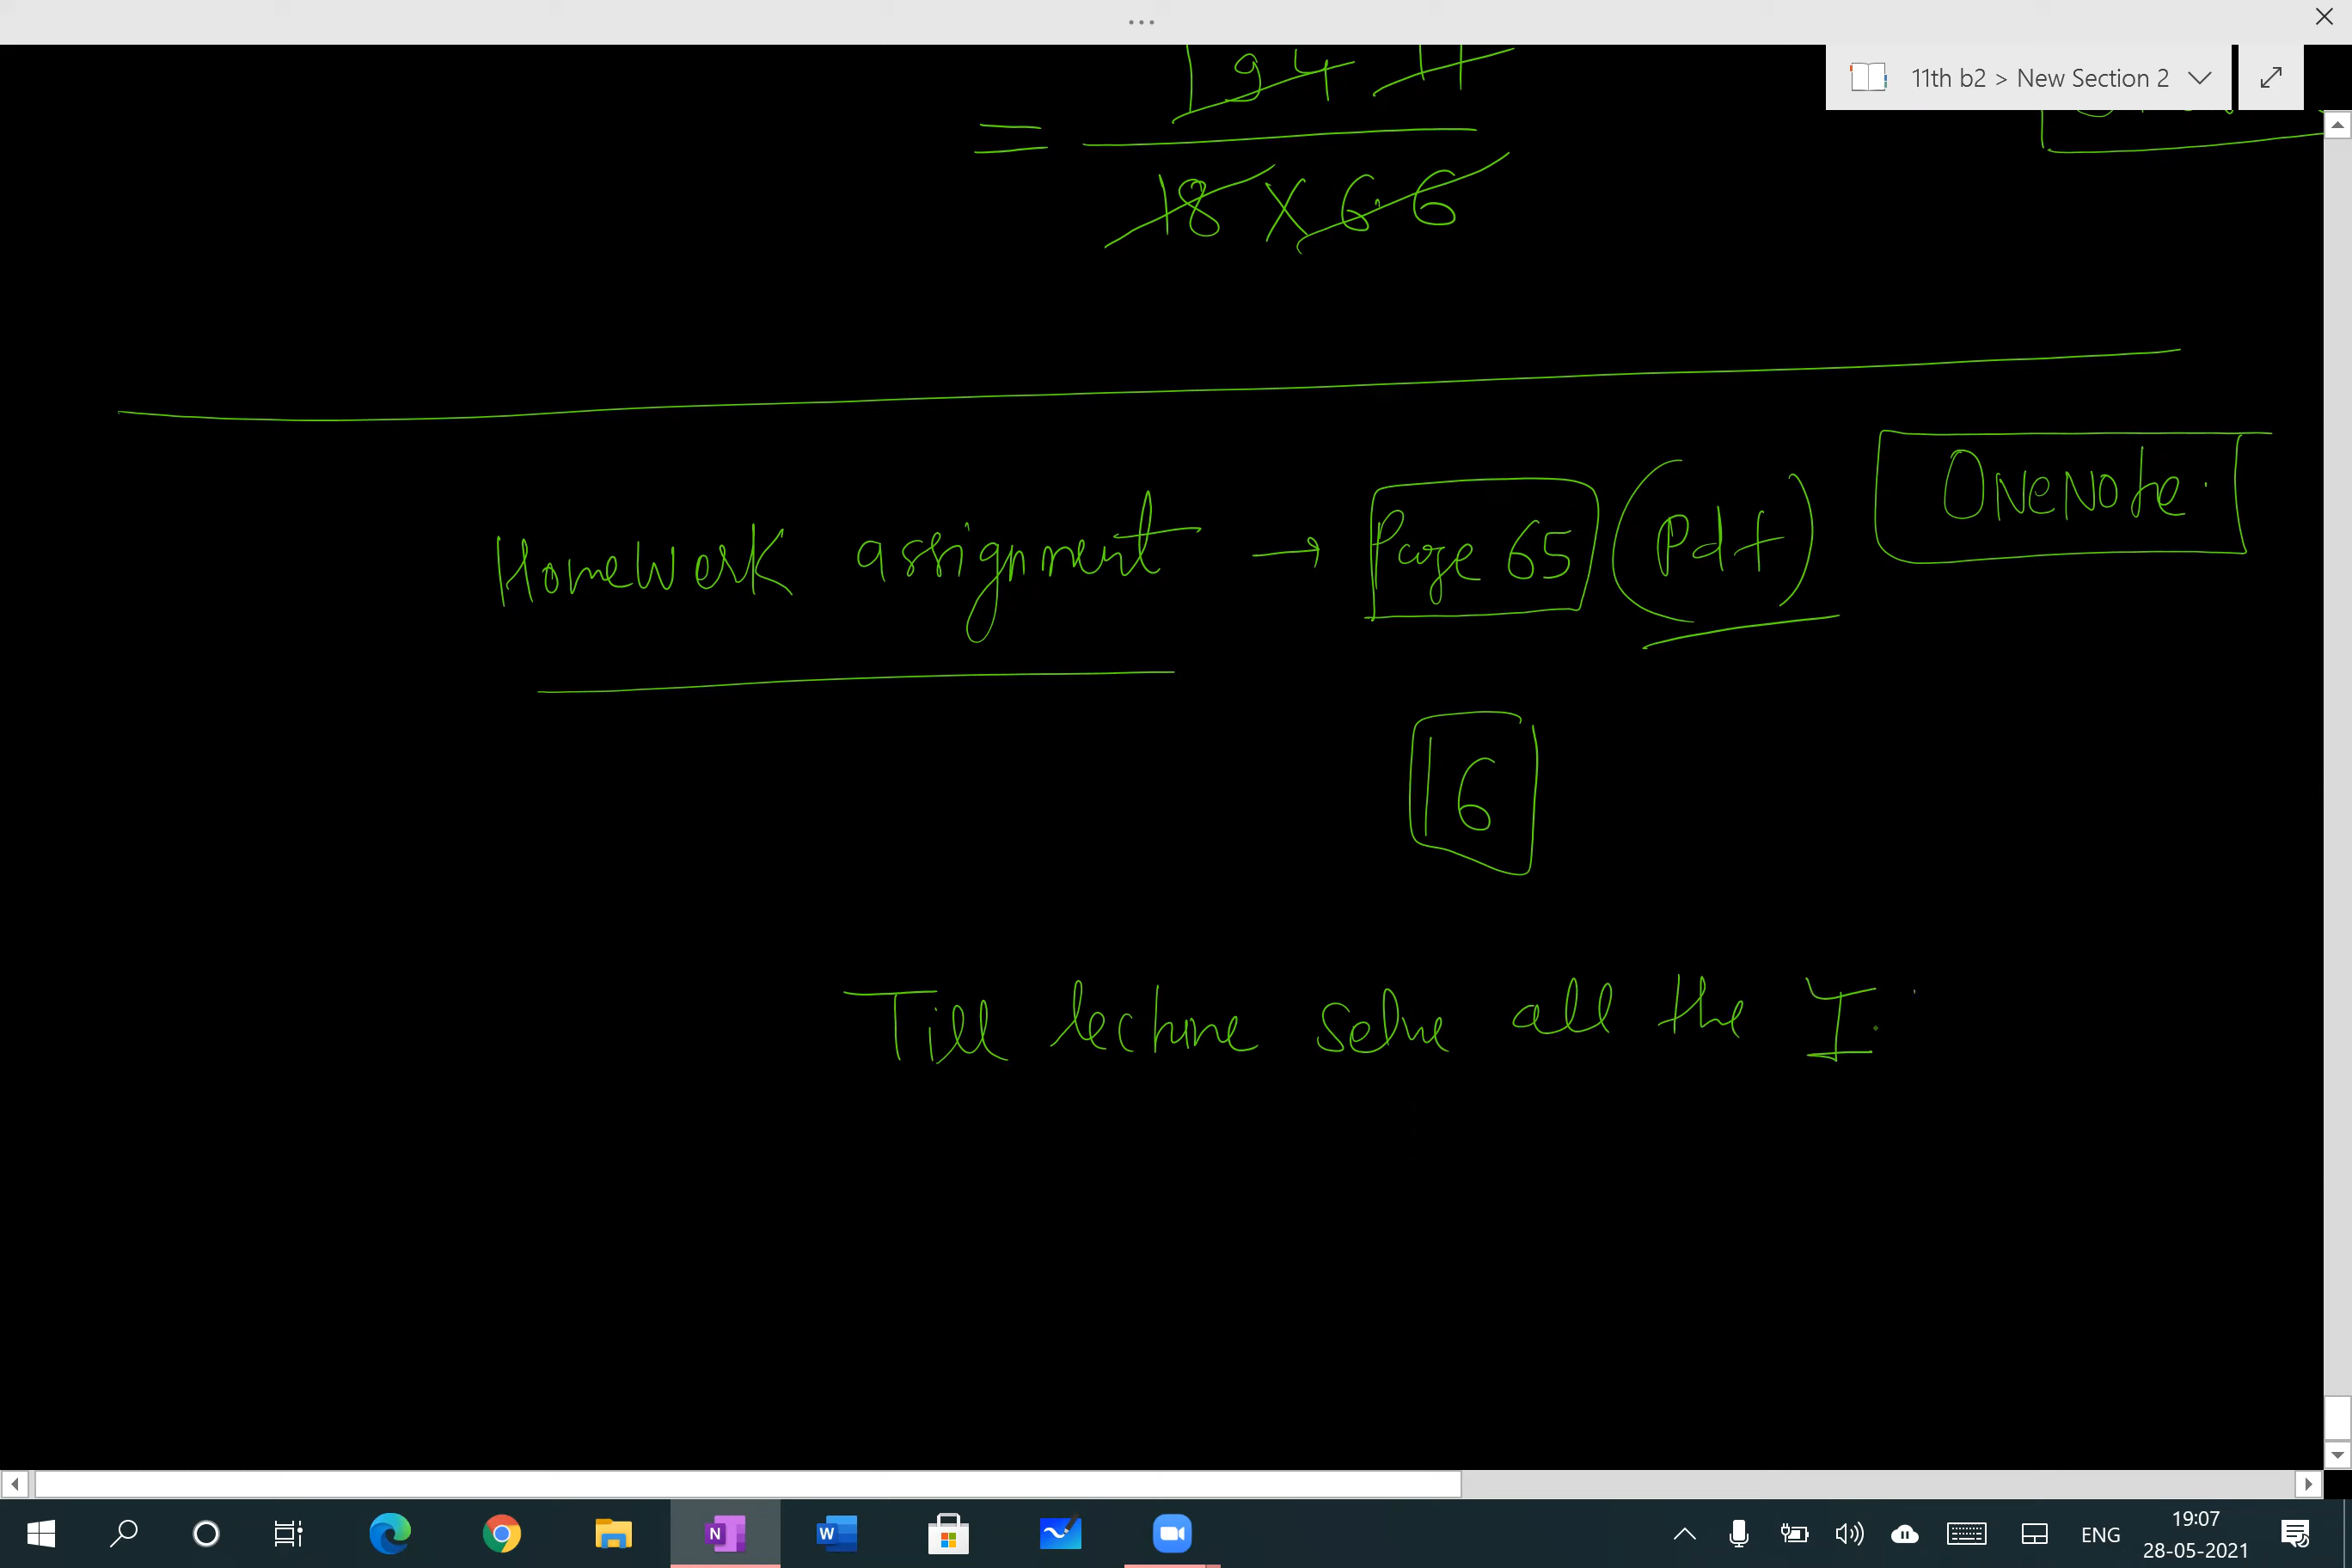 ...
11th b2 > New Section 2
=
18 X 6.6
OneNote.
Homework assignment → Page 65 (Pdf)
16
Till lecture solve all the I
N
W
ENG
19:07
28-05-2021